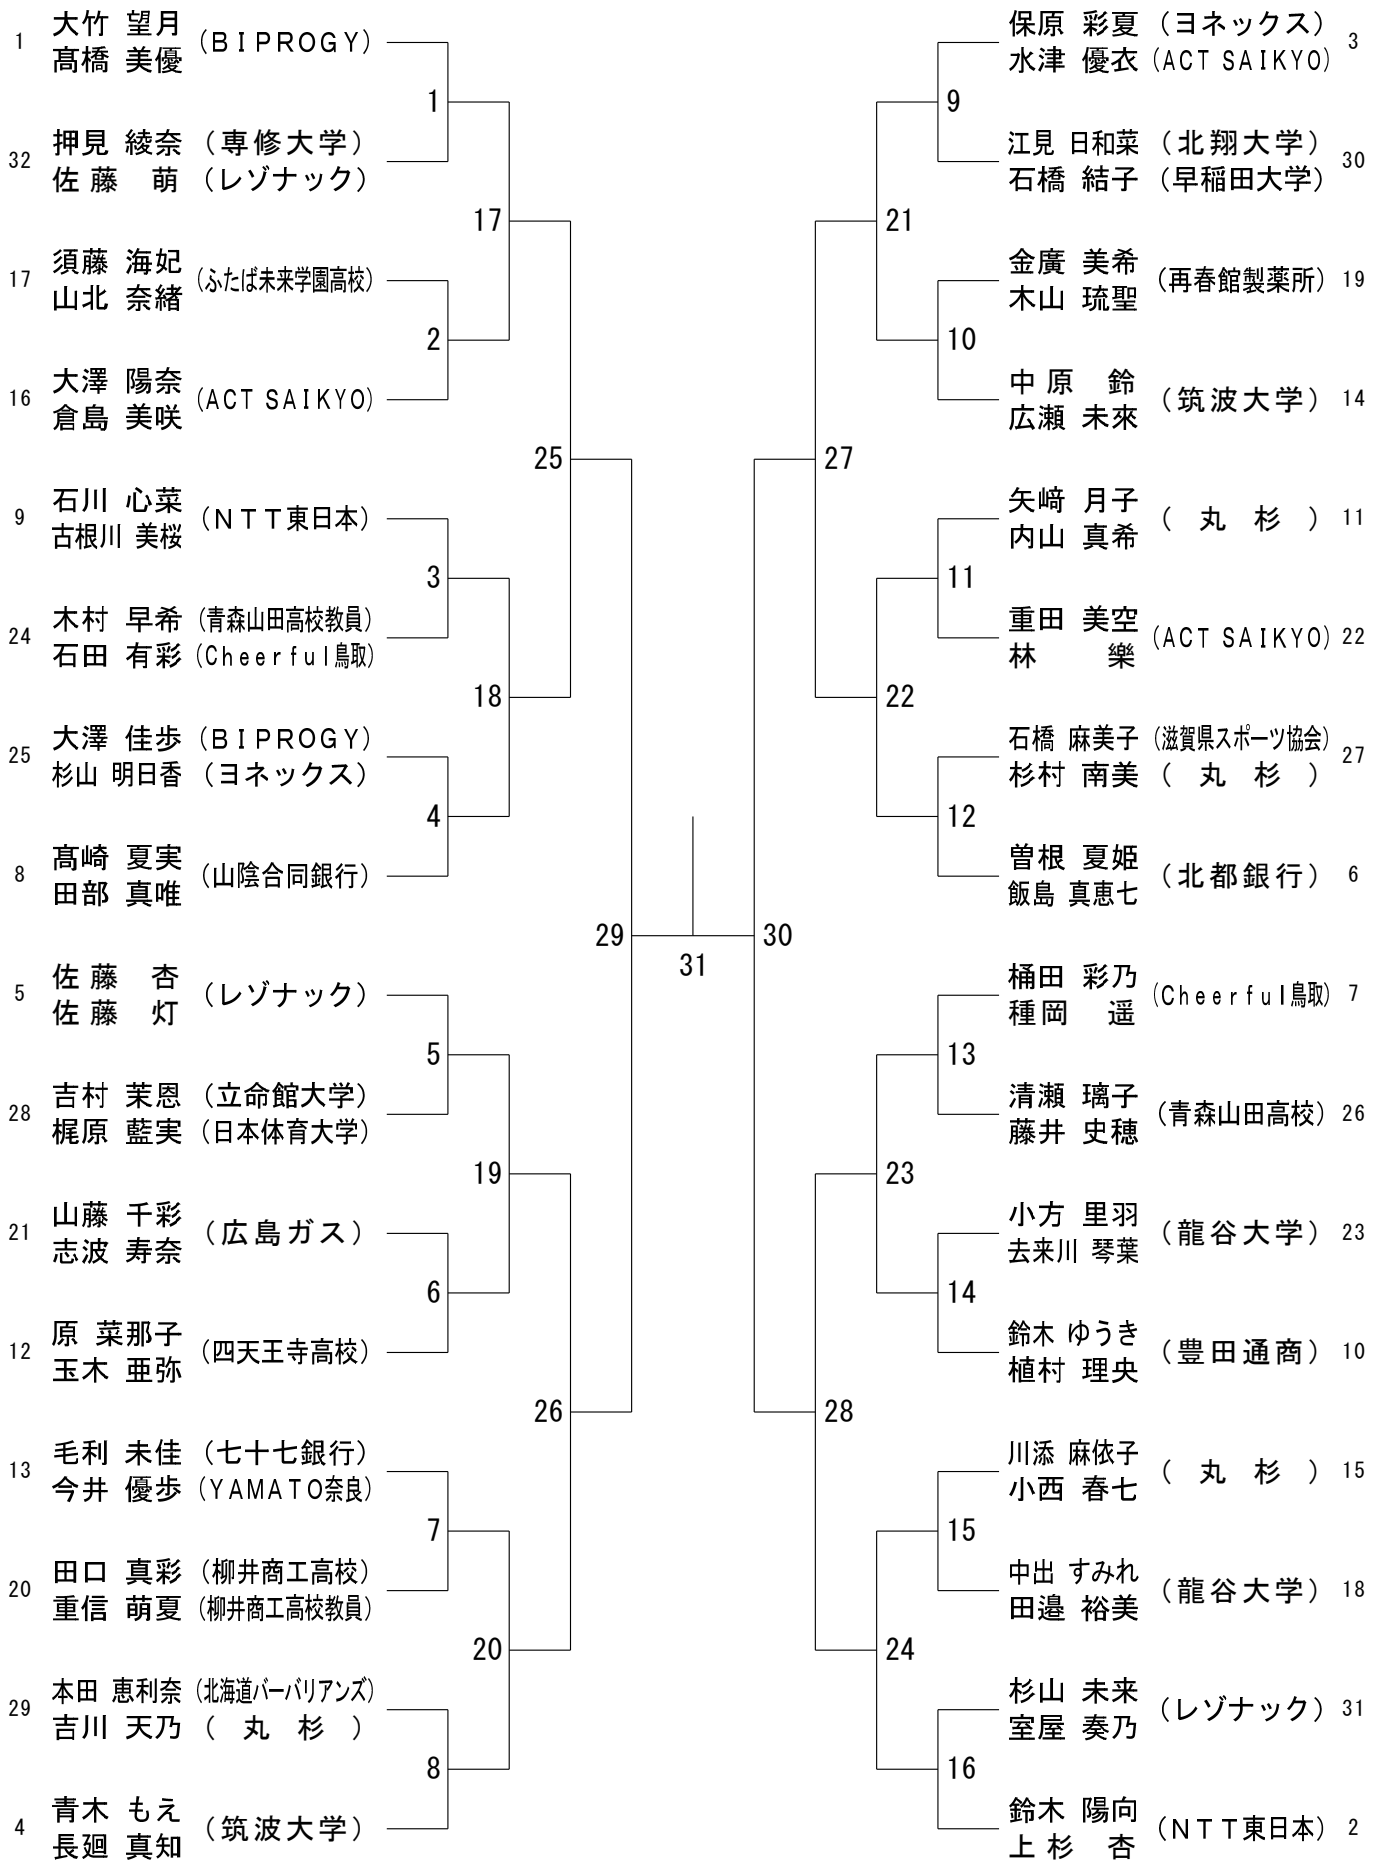 1 大竹 望月 (BIPROGY)
髙橋 美優
1
32 押見 綾奈 (専修大学)
佐藤 萌 (レゾナック)
17
17 須藤 海妃 (ふたば未来学園高校)
山北 奈緒
2
16 大澤 陽奈 (ACT SAIKYO)
倉島 美咲
25
9 石川 心菜 (NTT東日本)
古根川 美桜
3
24 木村 早希 (青森山田高校教員)
石田 有彩 (Cheerful鳥取)
18
25 大澤 佳歩 (BIPROGY)
杉山 明日香 (ヨネックス)
4
8 髙崎 夏実 (山陰合同銀行)
田部 真唯
29
5 佐藤 杏 (レゾナック)
佐藤 灯
5
28 吉村 茉恩 (立命館大学)
梶原 藍実 (日本体育大学)
19
21 山藤 千彩 (広島ガス)
志波 寿奈
6
12 原 菜那子 (四天王寺高校)
玉木 亜弥
26
13 毛利 未佳 (七十七銀行)
今井 優歩 (YAMATO奈良)
7
20 田口 真彩 (柳井商工高校)
重信 萌夏 (柳井商工高校教員)
20
29 本田 恵利奈 (北海道バーバリアンズ)
吉川 天乃 (丸杉)
8
4 青木 もえ (筑波大学)
長廻 真知
31
保原 彩夏 (ヨネックス) 3
水津 優衣 (ACT SAIKYO)
9
江見 日和菜 (北翔大学) 30
石橋 結子 (早稲田大学)
21
金廣 美希 (再春館製薬所) 19
木山 琉聖
10
中原 鈴 (筑波大学) 14
広瀬 未來
27
矢﨑 月子 (丸杉) 11
内山 真希
11
重田 美空 (ACT SAIKYO) 22
林 樂
22
石橋 麻美子 (滋賀県スポーツ協会) 27
杉村 南美 (丸杉)
12
曽根 夏姫 (北都銀行) 6
飯島 真恵七
30
桶田 彩乃 (Cheerful鳥取) 7
種岡 遥
13
清瀬 璃子 (青森山田高校) 26
藤井 史穂
23
小方 里羽 (龍谷大学) 23
去来川 琴葉
14
鈴木 ゆうき (豊田通商) 10
植村 理央
28
川添 麻依子 (丸杉) 15
小西 春七
15
中出 すみれ (龍谷大学) 18
田邉 裕美
24
杉山 未来 (レゾナック) 31
室屋 奏乃
16
鈴木 陽向 (NTT東日本) 2
上杉 杏